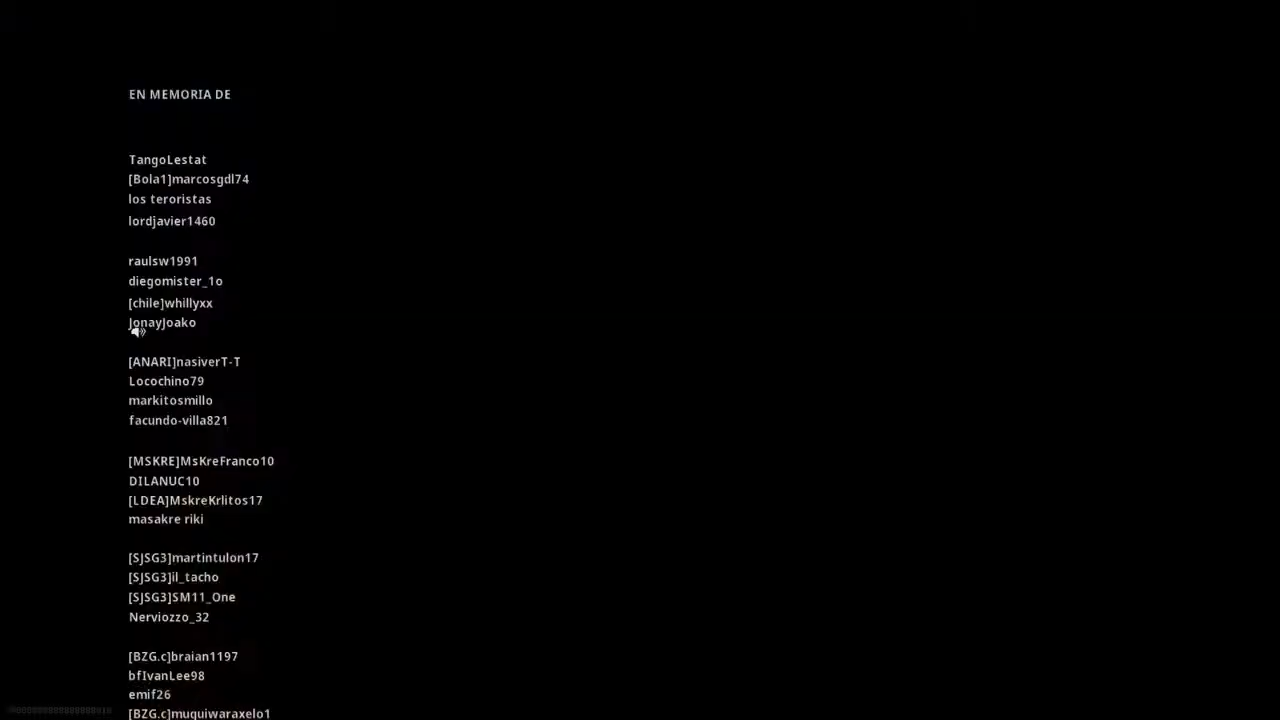 EN MEMORIA DE
TangoLestat
[Bola1]marcosgdl74
los teroristas
lordjavier1460
raulsw1991
diegomister_1o
[chile]whillyxx
JonayJoako
[ANARI]nasiverT-T
Locochino79
markitosmillo
facundo-villa821
[MSKRE]MsKreFranco10
DILANUC10
[LDEA]MskreKrlitos17
masakre riki
[SJSG3]martintulon17
[SJSG3]il_tacho
[SJSG3]SM11_One
Nerviozzo_32
[BZG.c]braian1197
bfIvanLee98
emif26
[BZG.c]muguiwaraxelo1